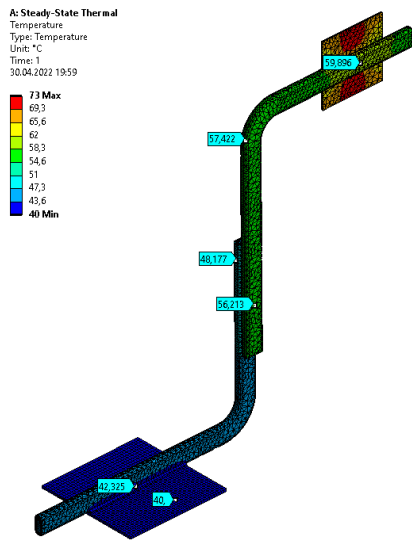 A: Steady-State Thermal
Temperature
Type: Temperature
Unit: °C
Time: 1
30.04.2022 19:59
73 Max
69,3
65,6
62
58,3
54,6
51
47,3
43,6
40 Min
59,896
57,422
48,177
56,213
42,325
40,